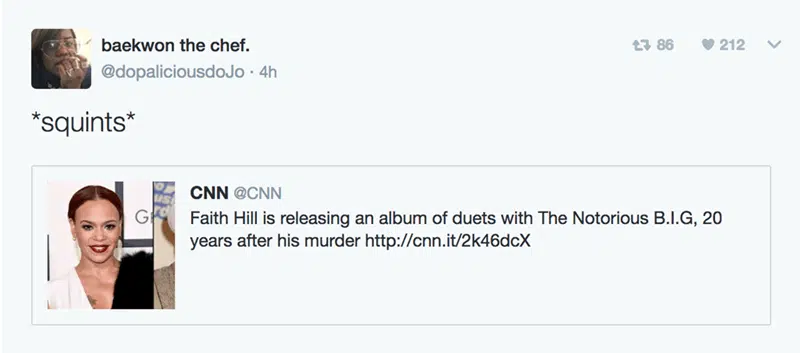 baekwon the chef.
86
212
@dopaliciousdoJo · 4h
*squints*
CNN @CNN
Faith Hill is releasing an album of duets with The Notorious B.I.G, 20
years after his murder http://cnn.it/2k46dcX